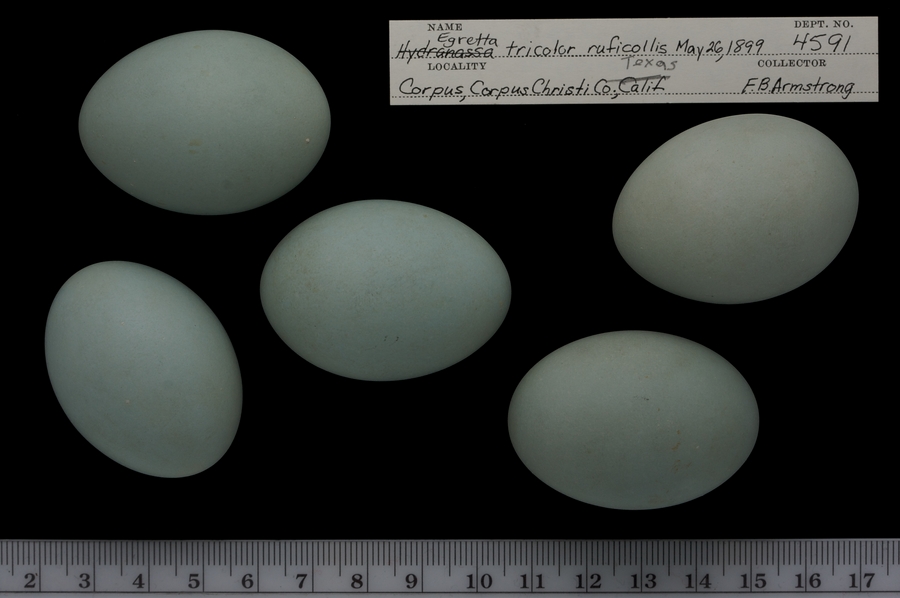 NAME DEPT. NO.
Egretta
Hydranassa tricolor ruficollis May 26, 1899 4591
LOCALITY Texas COLLECTOR
Corpus, Corpus Christi Co., Calif F.B. Armstrong
2 3 4 5 6 7 8 9 10 11 12 13 14 15 16 17